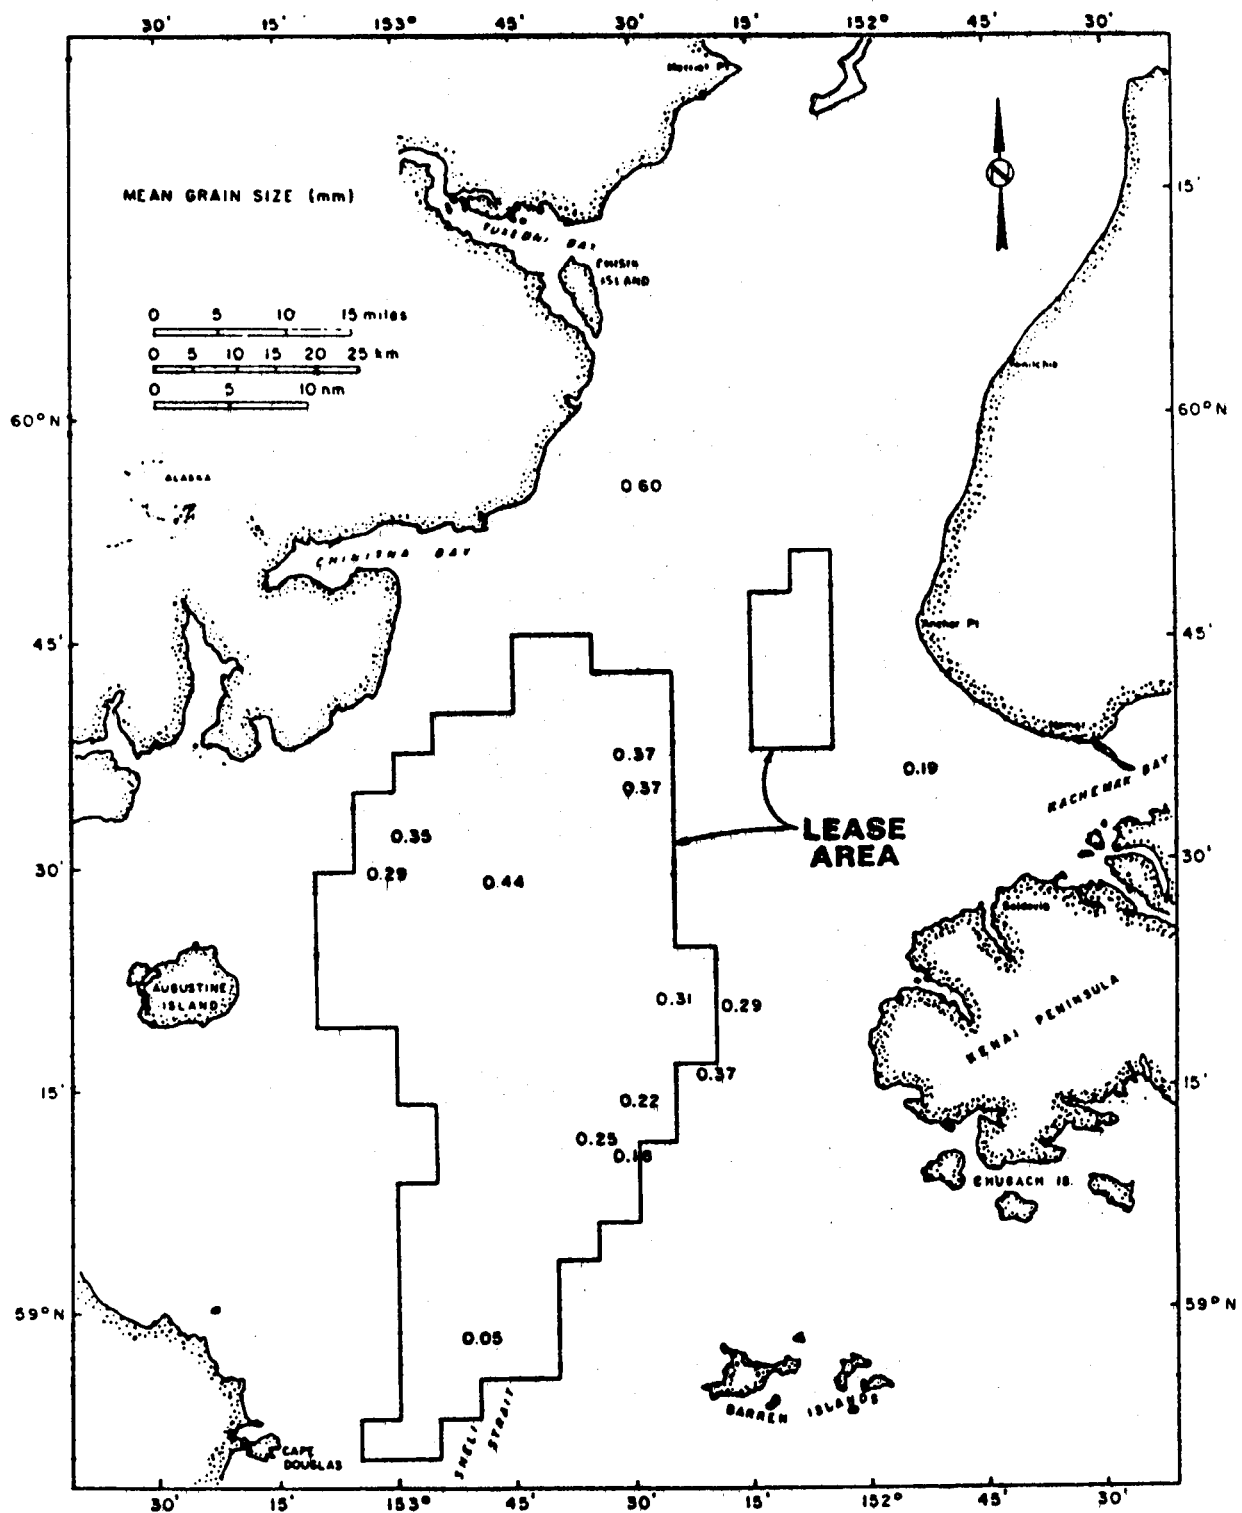 30' 15' 153° 45' 30' 15' 152° 45' 30'
15'
MEAN GRAIN SIZE (mm)
TUXEDNI BAY
ISLAND
0 5 10 15 miles
0 5 10 15 20 25 km
0 5 10 nm
60°N
60°N
ALASKA
0.60
CHINITNA BAY
Anchor Pt
45'
45'
0.37
0.37
0.19
KACHEMAK BAY
LEASE
AREA
0.35
0.29
0.44
30'
30'
AUGUSTINE
ISLAND
0.31
0.29
KENAI PENINSULA
0.37
15'
15'
0.22
0.25
0.16
CHUGACH IS.
59°N
59°N
0.05
BARREN ISLANDS
STRAIT
CAPE
DOUGLAS
30' 15' 153° 45' 30' 15' 152° 45' 30'